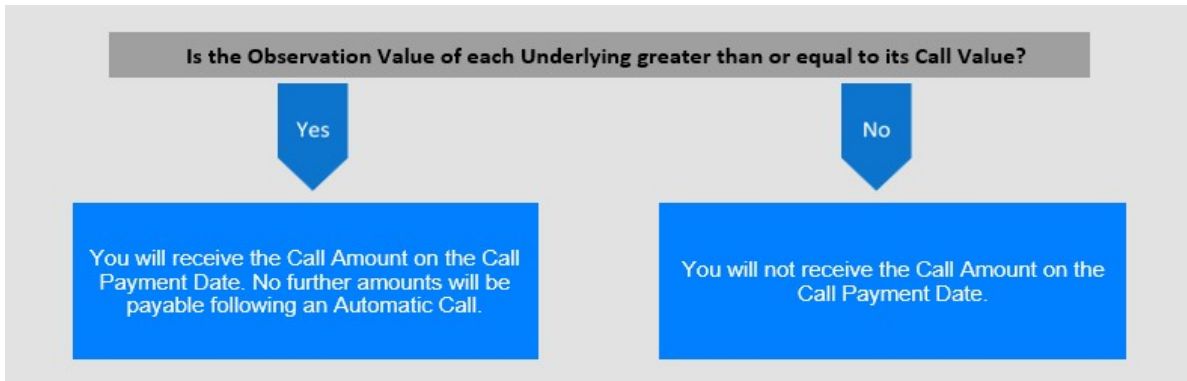 Is the Observation Value of each Underlying greater than or equal to its Call Value?
Yes
No
You will receive the Call Amount on the Call
Payment Date. No further amounts will be
payable following an Automatic Call.
You will not receive the Call Amount on the
Call Payment Date.